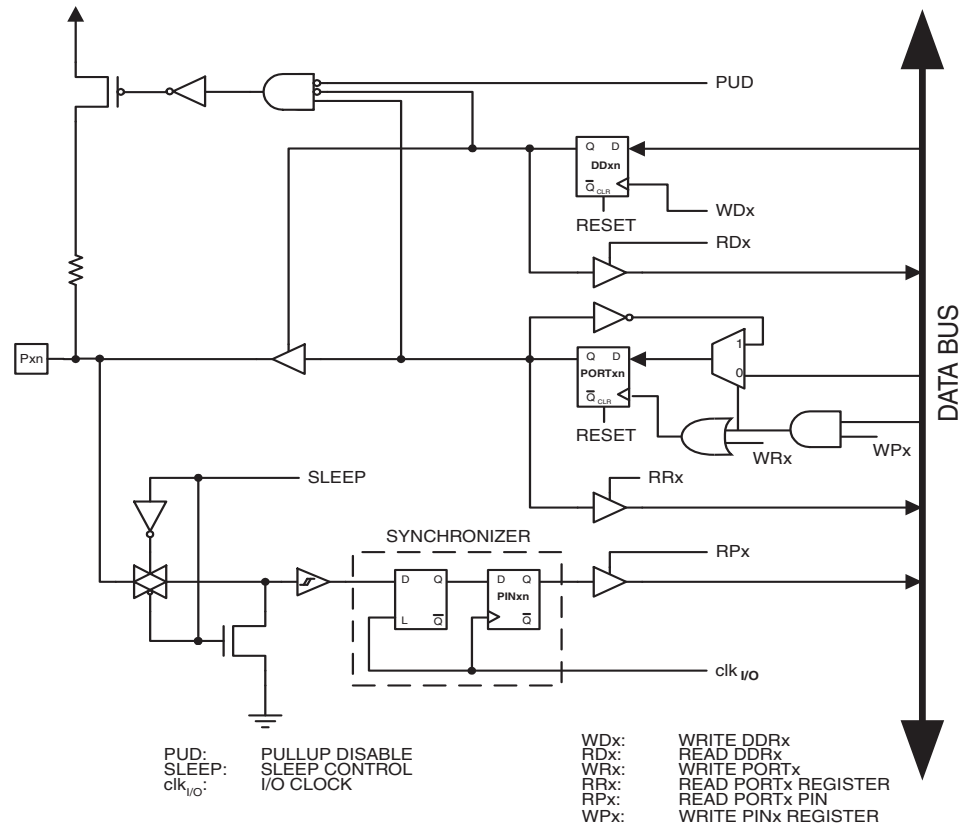 PUD
Q D
DDxn
Q CLR
WDx
RESET
RDx
Pxn
1
Q D
PORTxn
0
Q CLR
DATA BUS
RESET
WRx
WPx
SLEEP
RRx
SYNCHRONIZER
RPx
D Q
D Q
PINxn
L Q
Q
clk I/O
PUD: PULLUP DISABLE
SLEEP: SLEEP CONTROL
clkI/O: I/O CLOCK
WDx: WRITE DDRx
RDx: READ DDRx
WRx: WRITE PORTx
RRx: READ PORTx REGISTER
RPx: READ PORTx PIN
WPx: WRITE PINx REGISTER